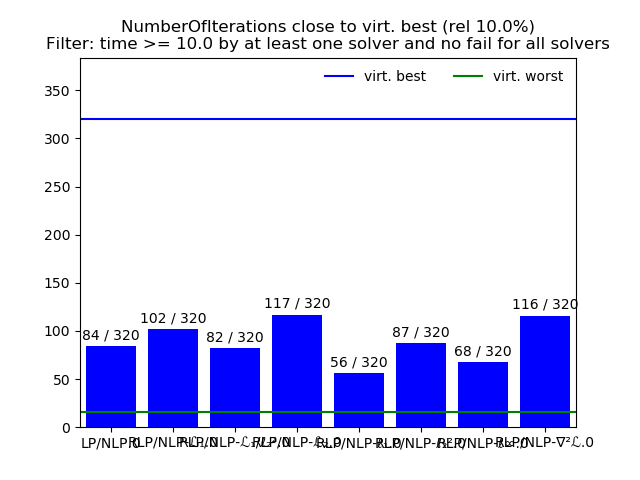 NumberOfIterations close to virt. best (rel 10.0%)
Filter: time >= 10.0 by at least one solver and no fail for all solvers
virt. best
virt. worst
350
300
250
200
150
100
50
0
84 / 320
102 / 320
82 / 320
117 / 320
56 / 320
87 / 320
68 / 320
116 / 320